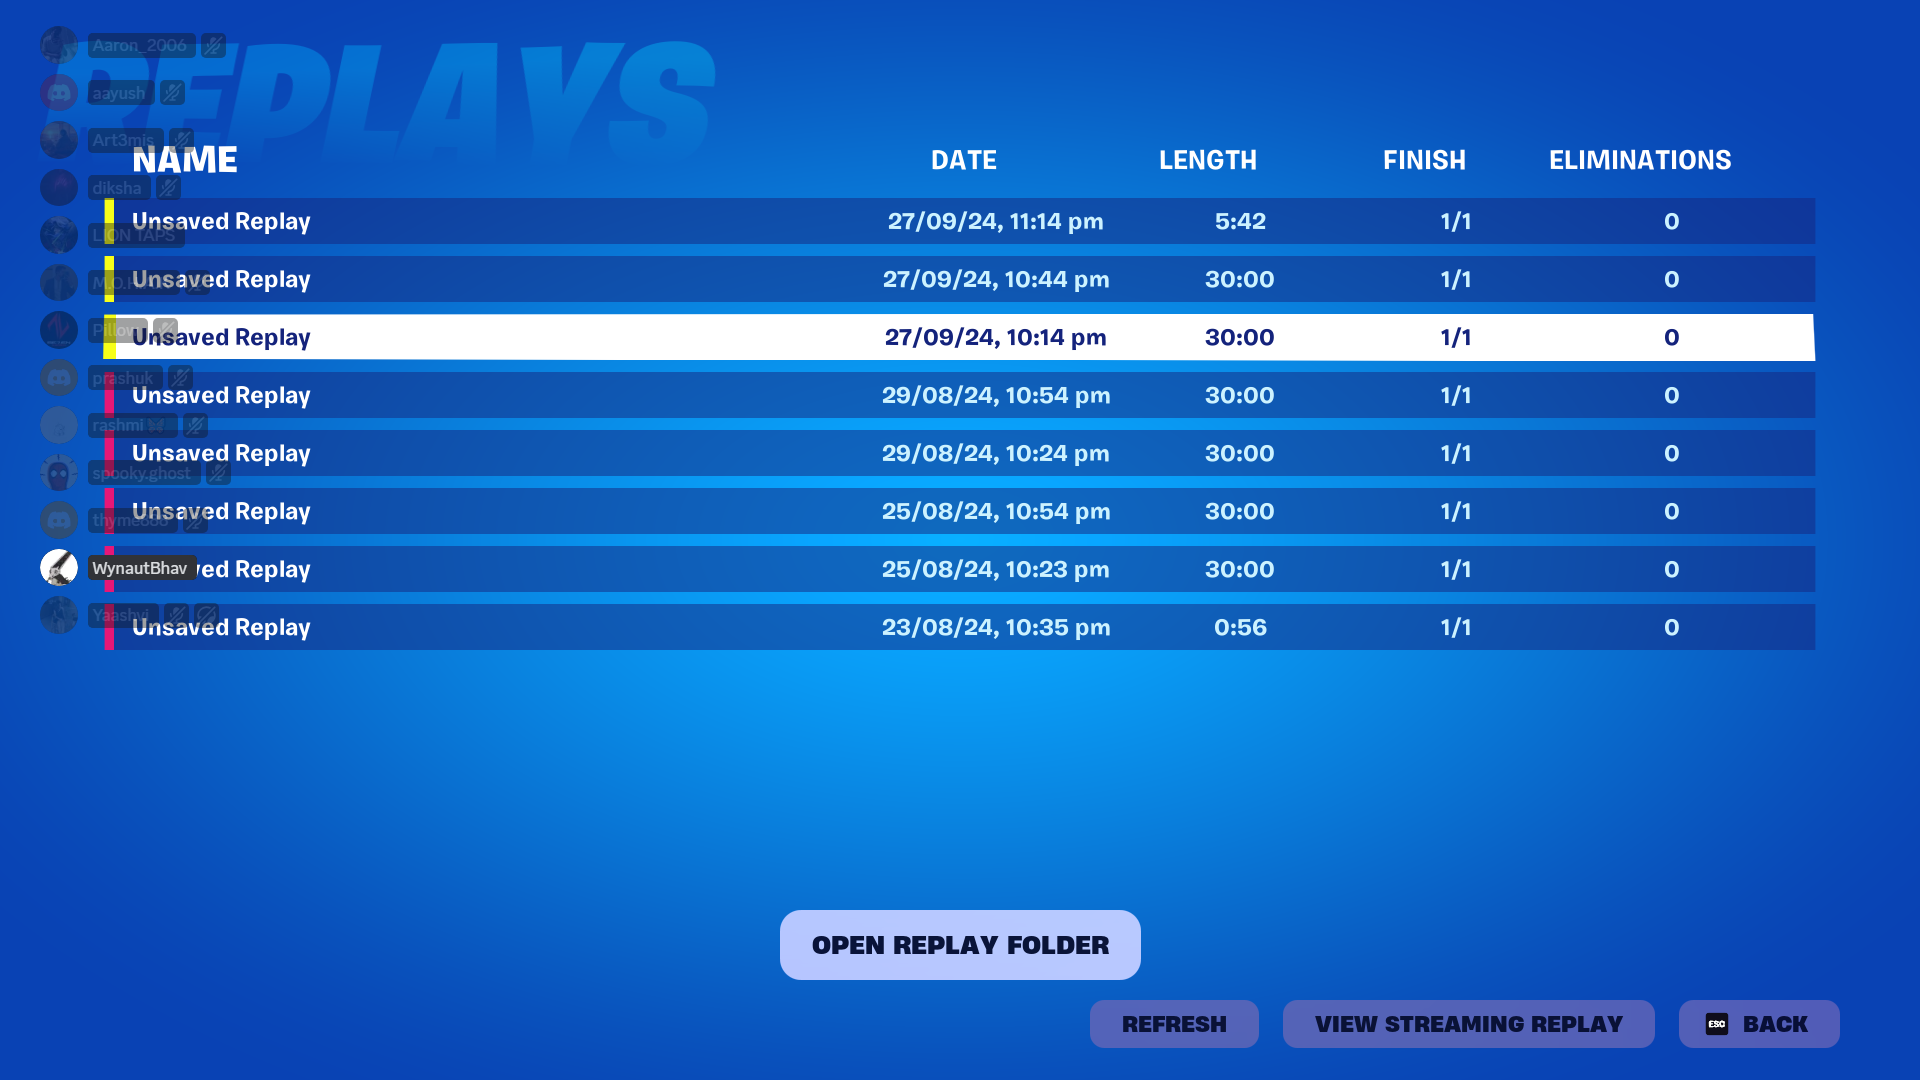 REPLAYS
NAME DATE LENGTH FINISH ELIMINATIONS
Unsaved Replay 27/09/24, 11:14 pm 5:42 1/1 0
Unsaved Replay 27/09/24, 10:44 pm 30:00 1/1 0
Unsaved Replay 27/09/24, 10:14 pm 30:00 1/1 0
Unsaved Replay 29/08/24, 10:54 pm 30:00 1/1 0
Unsaved Replay 29/08/24, 10:24 pm 30:00 1/1 0
Unsaved Replay 25/08/24, 10:54 pm 30:00 1/1 0
ved Replay 25/08/24, 10:23 pm 30:00 1/1 0
Unsaved Replay 23/08/24, 10:35 pm 0:56 1/1 0
Aaron_2006
aayush
Art3mis
diksha
LION TAPS
Pillow
prashuk
rashmi
spooky.ghost
WynautBhav
Yaashvi
OPEN REPLAY FOLDER
REFRESH
VIEW STREAMING REPLAY
ESC BACK